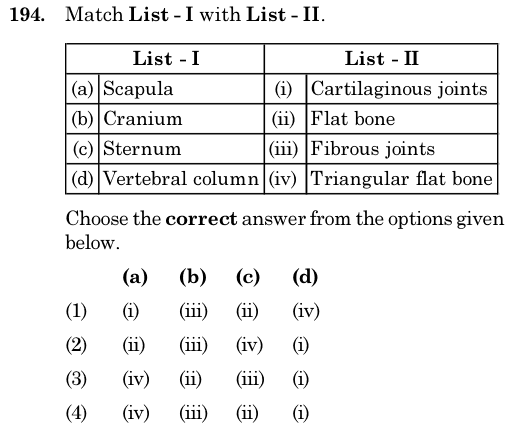 194. Match List - I with List - II.
List - I List - II
(a) Scapula (i) Cartilaginous joints
(b) Cranium (ii) Flat bone
(c) Sternum (iii) Fibrous joints
(d) Vertebral column (iv) Triangular flat bone
Choose the correct answer from the options given
below.
(a) (b) (c) (d)
(1) (i) (iii) (ii) (iv)
(2) (ii) (iii) (iv) (i)
(3) (iv) (ii) (iii) (i)
(4) (iv) (iii) (ii) (i)